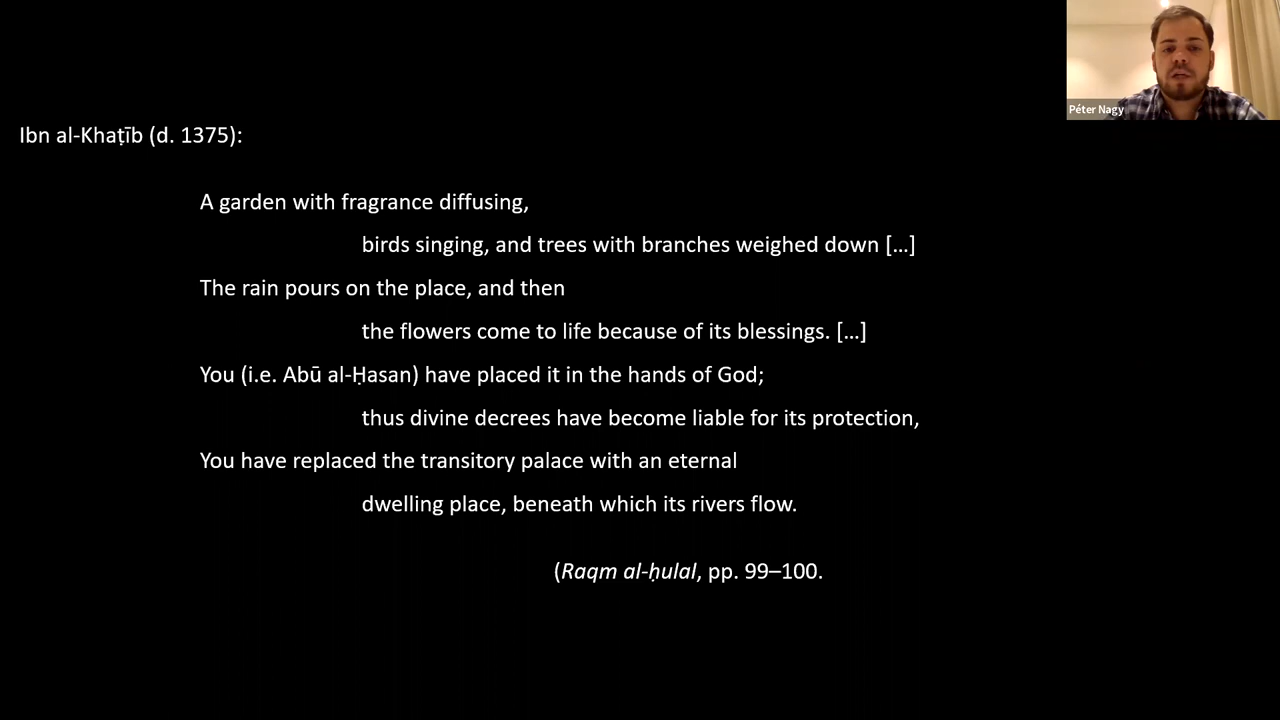 Péter Nagy
Ibn al-Khaṭīb (d. 1375):
A garden with fragrance diffusing,
birds singing, and trees with branches weighed down […]
The rain pours on the place, and then
the flowers come to life because of its blessings. […]
You (i.e. Abū al-Ḥasan) have placed it in the hands of God;
thus divine decrees have become liable for its protection,
You have replaced the transitory palace with an eternal
dwelling place, beneath which its rivers flow.
(Raqm al-ḥulal, pp. 99–100.